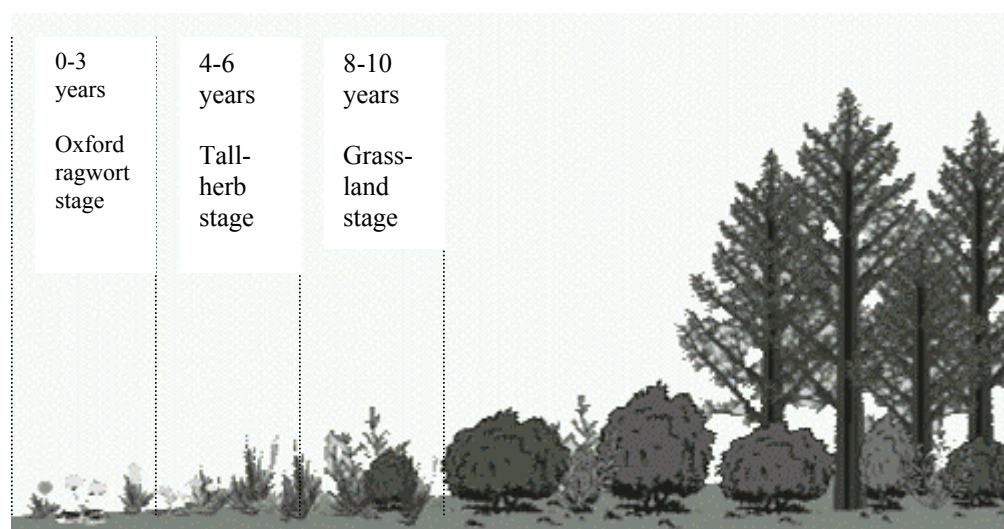 0-3
years
Oxford
ragwort
stage
4-6
years
Tall-
herb
stage
8-10
years
Grass-
land
stage